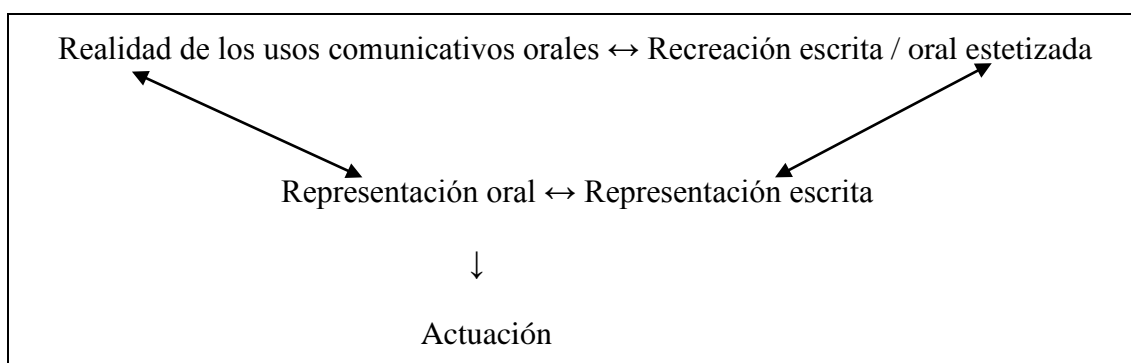 Realidad de los usos comunicativos orales ↔ Recreación escrita / oral estetizada
Representación oral ↔ Representación escrita
↓
Actuación